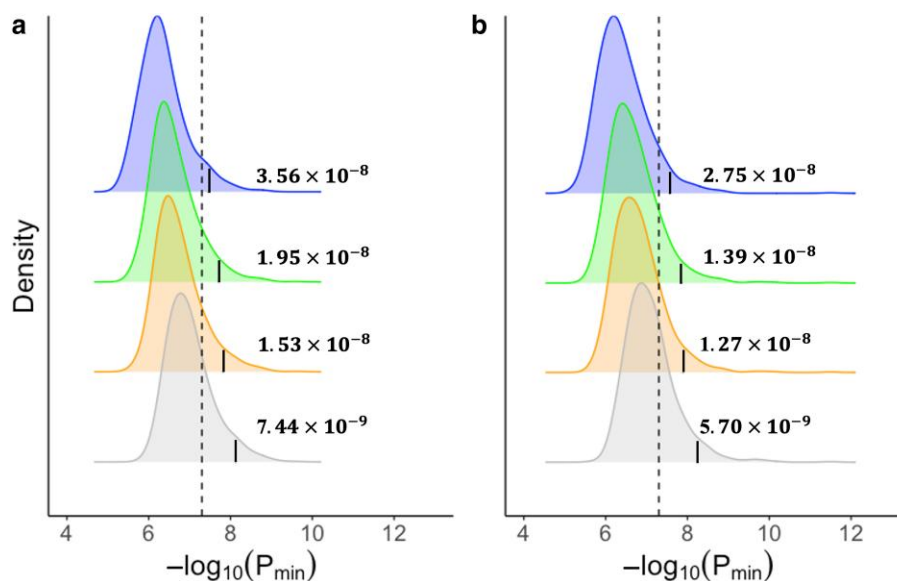 a
3.56 × 10⁻⁸
1.95 × 10⁻⁸
1.53 × 10⁻⁸
7.44 × 10⁻⁹
Density
4 6 8 10 12
−log₁₀(Pₘᵢₙ)
b
2.75 × 10⁻⁸
1.39 × 10⁻⁸
1.27 × 10⁻⁸
5.70 × 10⁻⁹
4 6 8 10 12
−log₁₀(Pₘᵢₙ)